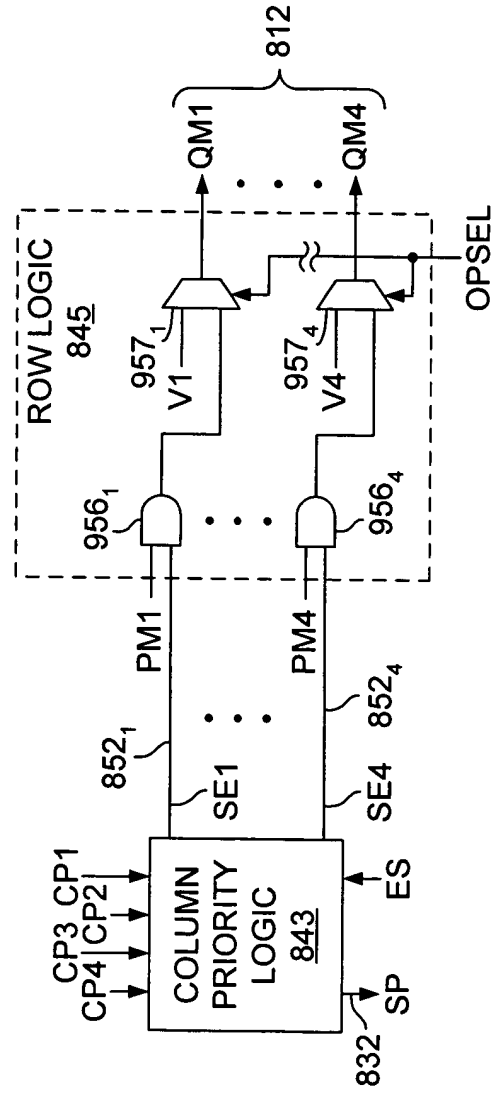 ROW LOGIC
845
CP4
CP3
CP2
CP1
COLUMN
PRIORITY
LOGIC
843
832
SP
ES
852₁
SE1
852₄
SE4
PM1
956₁
PM4
956₄
957₁
V1
957₄
V4
QM1
QM4
812
OPSEL